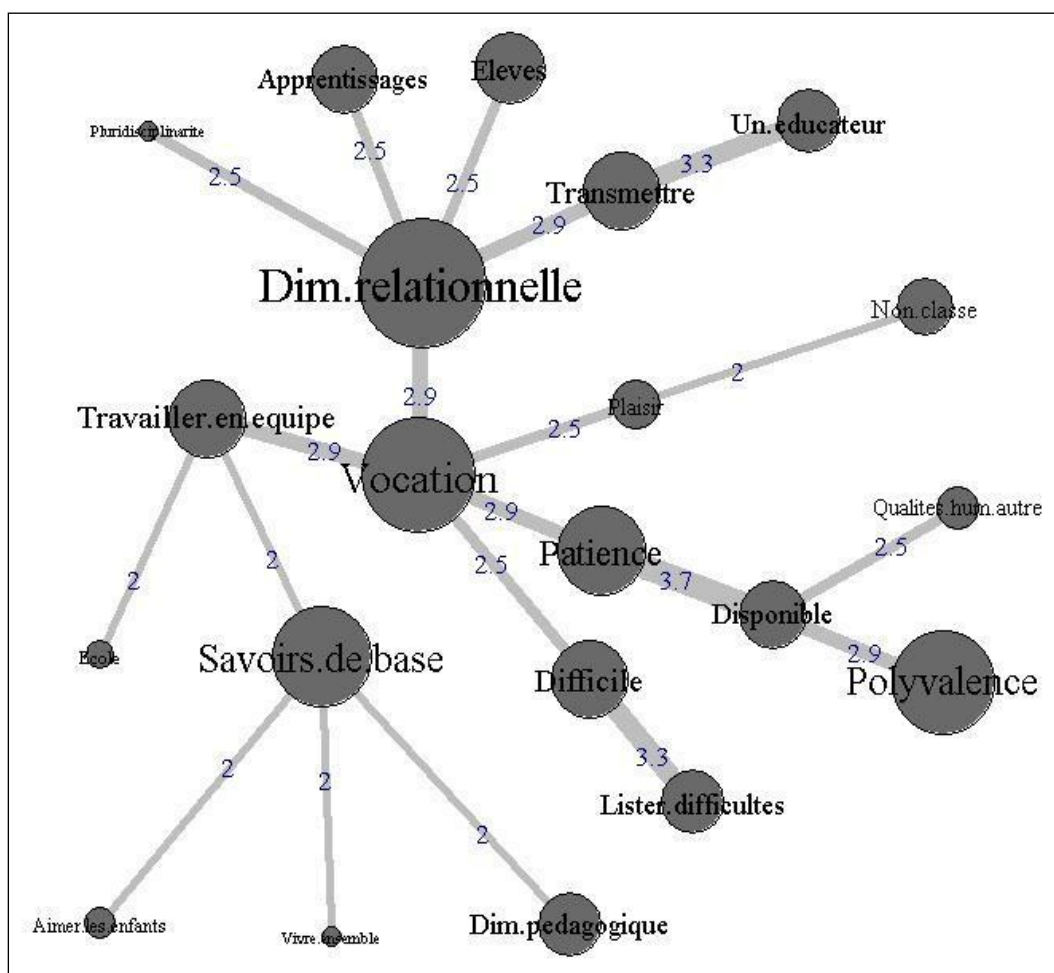 Eleves
Apprentissages
Un.educateur
Pluridisciplinarite
3.3
2.5
2.5
2.5
Transmettre
2.9
Dim.relationnelle
Non.classe
2
2.9
Plaisir
Travailler.en.equipe
2.5
2.9
Vocation
2.9
Qualites.hum.autre
2.5
Patience
2.5
3.7
2
2
Disponible
2.9
Ecole
Savoirs.de.base
Difficile
Polyvalence
3.3
2
2
Lister.difficultes
2
Aimer.les.enfants
Vivre.ensemble
Dim.pedagogique